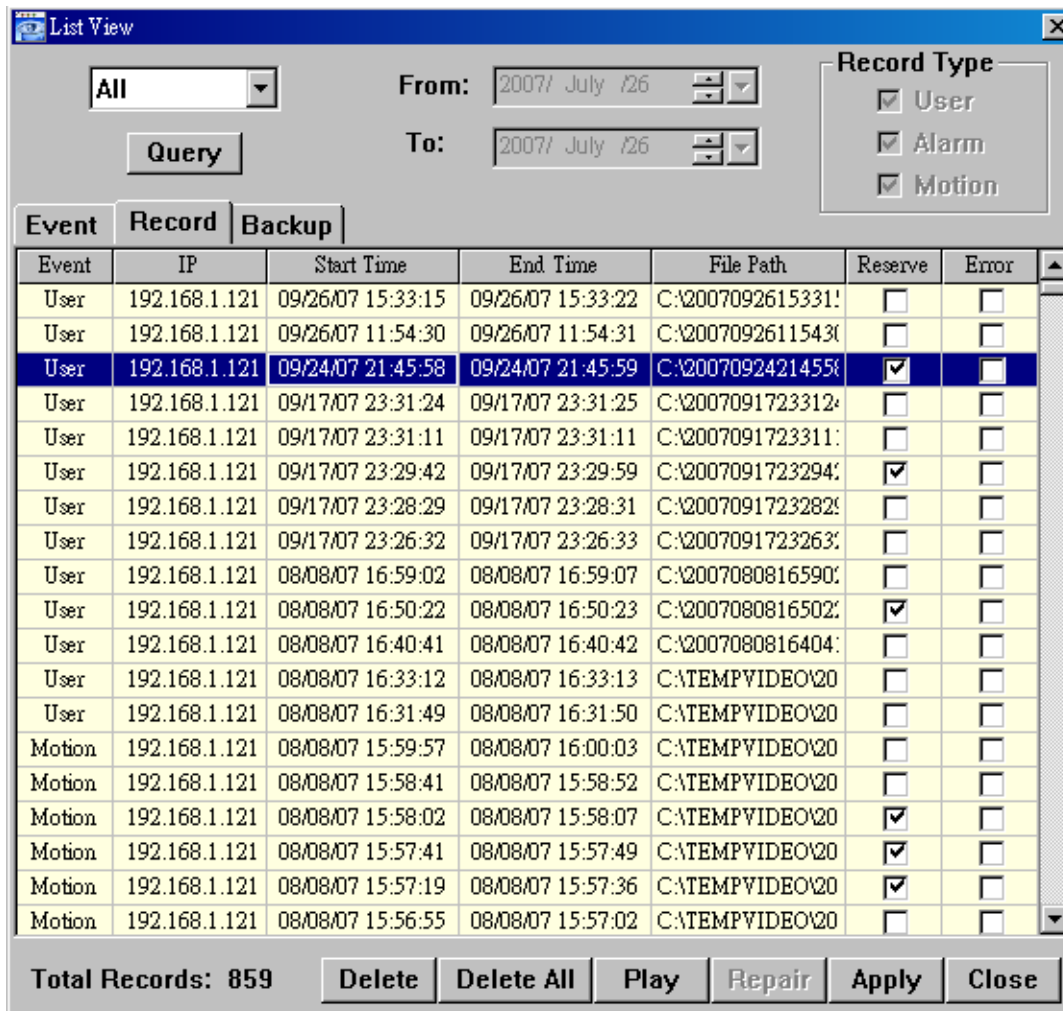 List View
All
From: 2007/ July /26
Record Type
User
To: 2007/ July /26
Query
Alarm
Motion
Event Record Backup
Event IP Start Time End Time File Path Reserve Error
User 192.168.1.121 09/26/07 15:33:15 09/26/07 15:33:22 C:\20070926153315
User 192.168.1.121 09/26/07 11:54:30 09/26/07 11:54:31 C:\20070926115430
User 192.168.1.121 09/24/07 21:45:58 09/24/07 21:45:59 C:\20070924214558
User 192.168.1.121 09/17/07 23:31:24 09/17/07 23:31:25 C:\20070917233124
User 192.168.1.121 09/17/07 23:31:11 09/17/07 23:31:11 C:\20070917233111
User 192.168.1.121 09/17/07 23:29:42 09/17/07 23:29:59 C:\20070917232942
User 192.168.1.121 09/17/07 23:28:29 09/17/07 23:28:31 C:\20070917232829
User 192.168.1.121 09/17/07 23:26:32 09/17/07 23:26:33 C:\20070917232632
User 192.168.1.121 08/08/07 16:59:02 08/08/07 16:59:07 C:\20070808165902
User 192.168.1.121 08/08/07 16:50:22 08/08/07 16:50:23 C:\20070808165022
User 192.168.1.121 08/08/07 16:40:41 08/08/07 16:40:42 C:\20070808164041
User 192.168.1.121 08/08/07 16:33:12 08/08/07 16:33:13 C:\TEMPVIDEO\20
User 192.168.1.121 08/08/07 16:31:49 08/08/07 16:31:50 C:\TEMPVIDEO\20
Motion 192.168.1.121 08/08/07 15:59:57 08/08/07 16:00:03 C:\TEMPVIDEO\20
Motion 192.168.1.121 08/08/07 15:58:41 08/08/07 15:58:52 C:\TEMPVIDEO\20
Motion 192.168.1.121 08/08/07 15:58:02 08/08/07 15:58:07 C:\TEMPVIDEO\20
Motion 192.168.1.121 08/08/07 15:57:41 08/08/07 15:57:49 C:\TEMPVIDEO\20
Motion 192.168.1.121 08/08/07 15:57:19 08/08/07 15:57:36 C:\TEMPVIDEO\20
Motion 192.168.1.121 08/08/07 15:56:55 08/08/07 15:57:02 C:\TEMPVIDEO\20
Total Records: 859 Delete Delete All Play Repair Apply Close